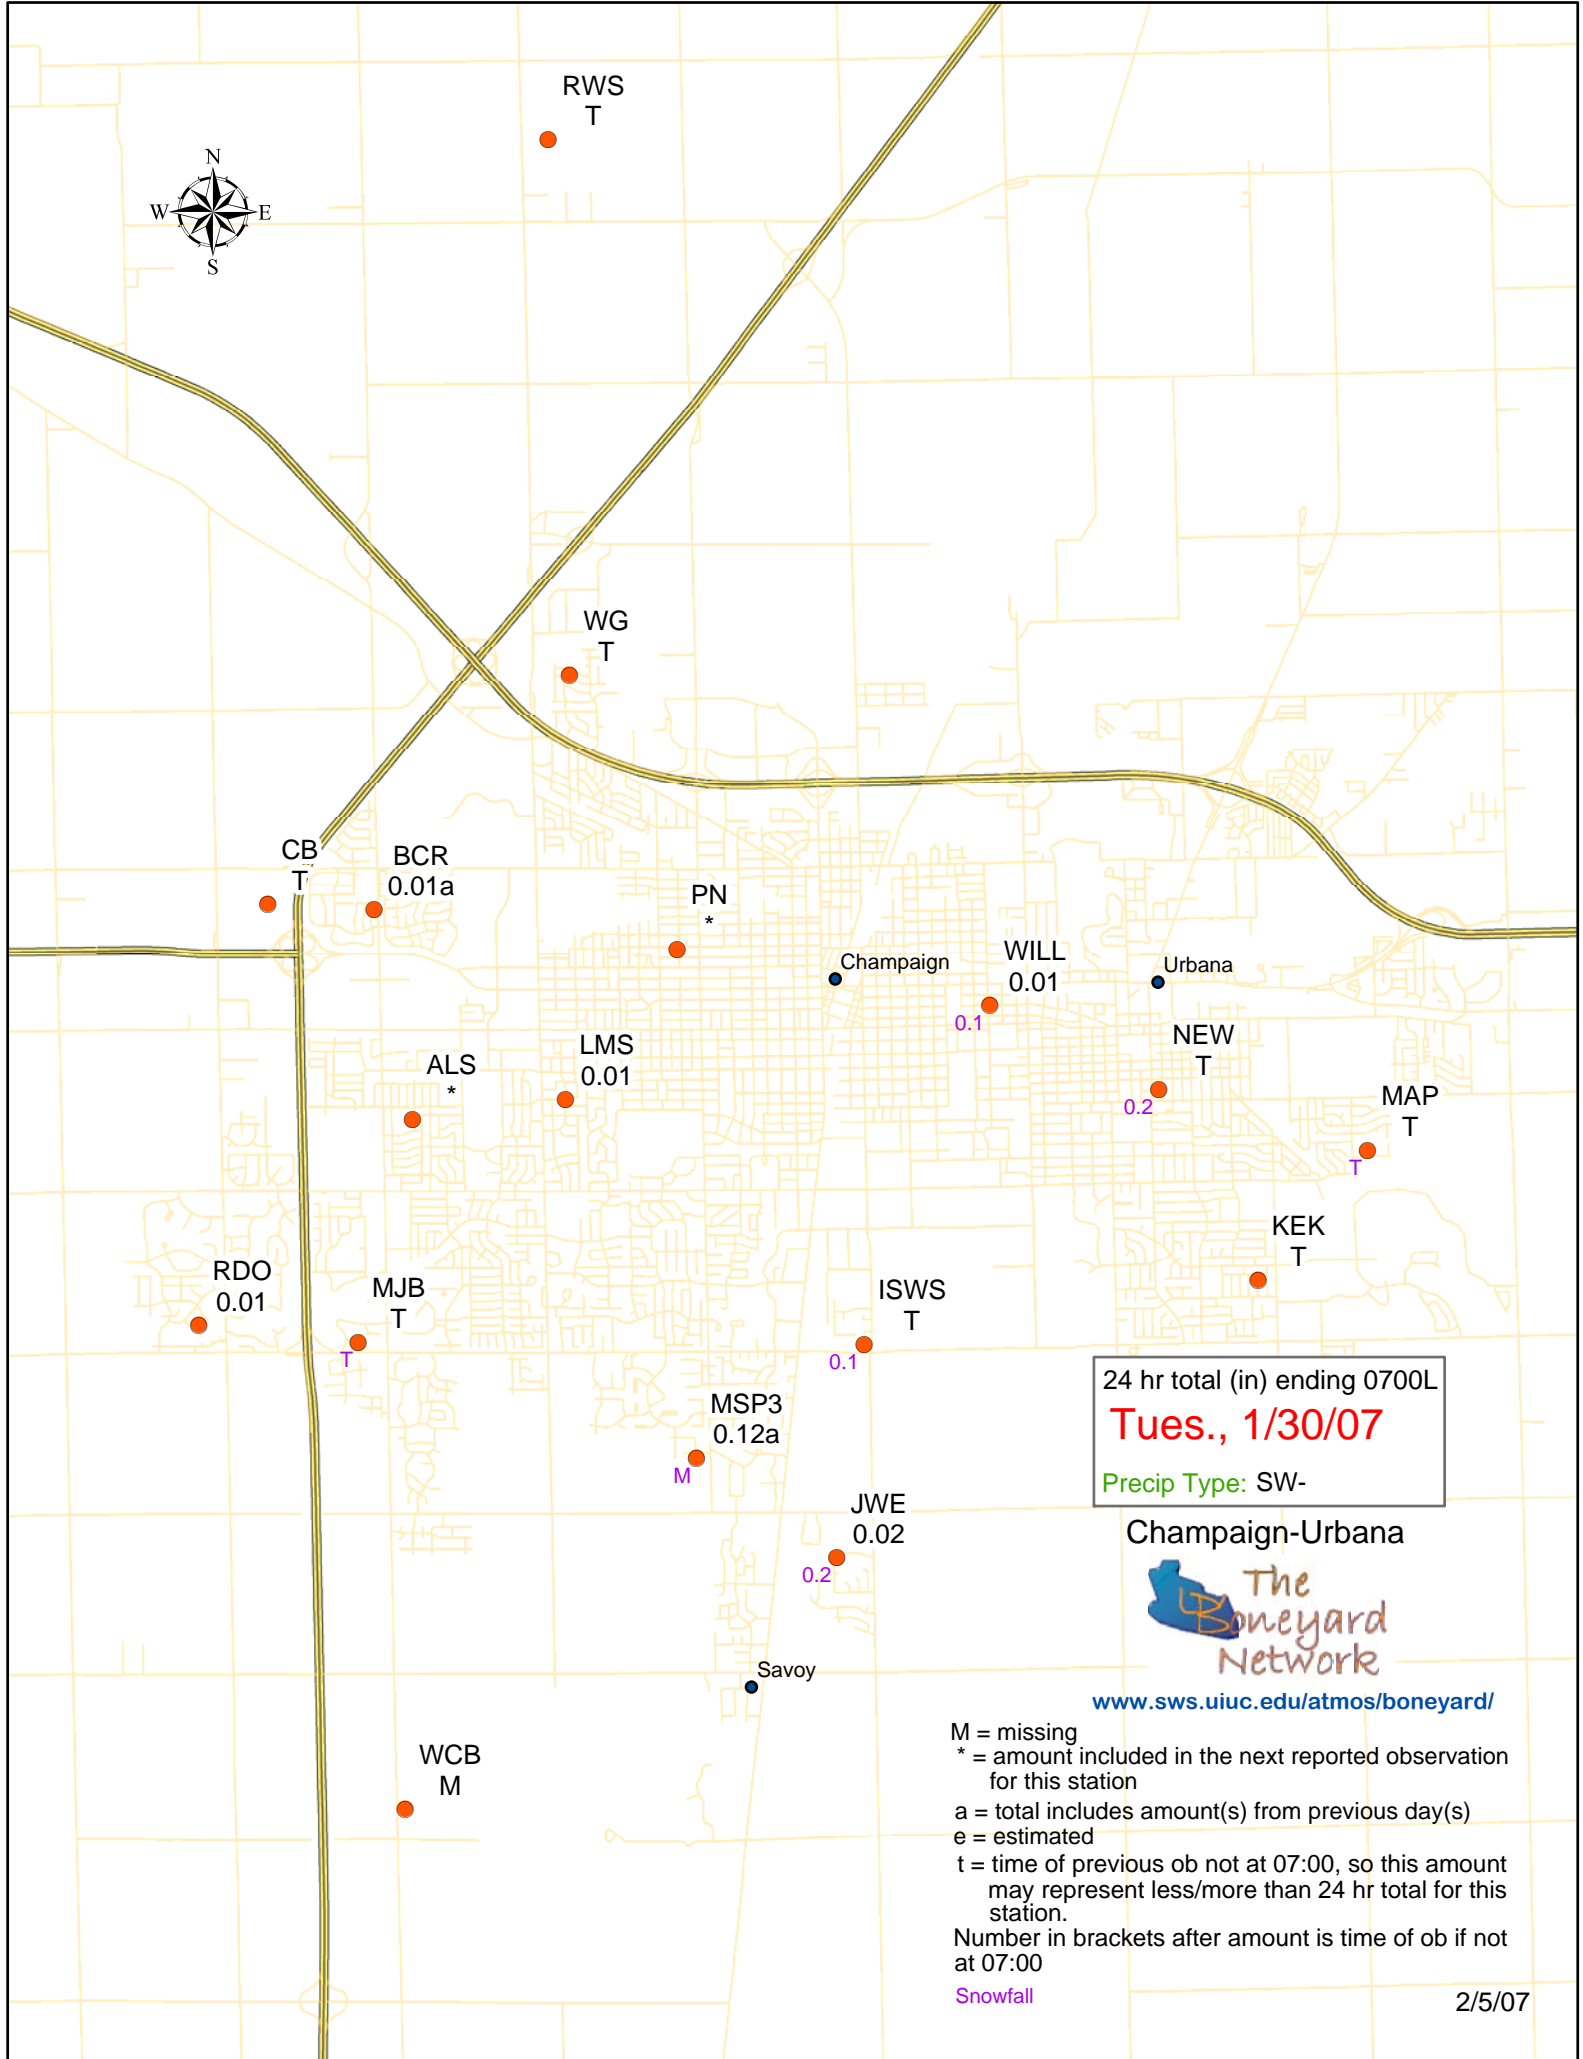 RWS
T
N
W
E
S
WG
T
CB
T
BCR
0.01a
PN
*
Champaign
WILL
0.01
0.1
Urbana
ALS
*
LMS
0.01
NEW
T
0.2
MAP
T
T
KEK
T
RDO
0.01
MJB
T
T
ISWS
T
0.1
MSP3
0.12a
M
24 hr total (in) ending 0700L
Tues., 1/30/07
Precip Type: SW-
JWE
0.02
0.2
Champaign-Urbana
The
Boneyard
Network
Savoy
www.sws.uiuc.edu/atmos/boneyard/
WCB
M
M = missing
* = amount included in the next reported observation
for this station
a = total includes amount(s) from previous day(s)
e = estimated
t = time of previous ob not at 07:00, so this amount
may represent less/more than 24 hr total for this
station.
Number in brackets after amount is time of ob if not
at 07:00
Snowfall
2/5/07